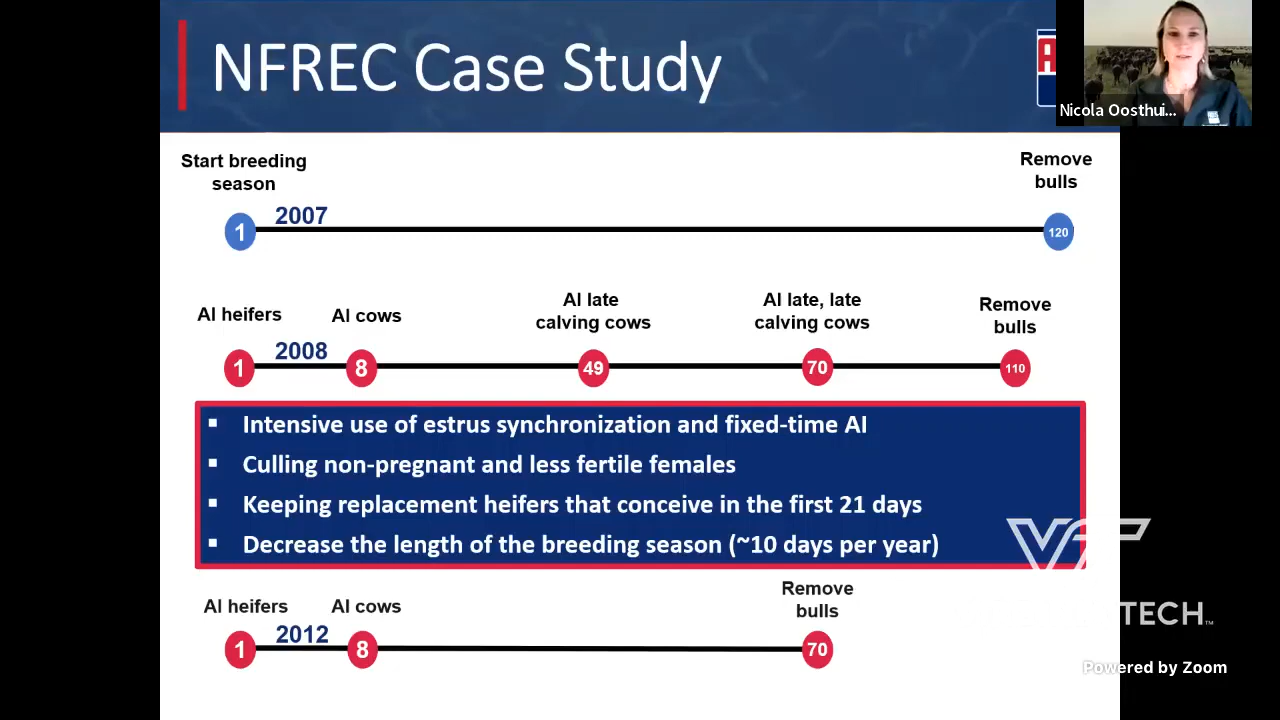 NFREC Case Study
A
Nicola Oosthui...
Start breeding
season
Remove
bulls
2007
1
120
AI heifers
AI cows
AI late
calving cows
AI late, late
calving cows
Remove
bulls
2008
1
8
49
70
110
▪ Intensive use of estrus synchronization and fixed-time AI
▪ Culling non-pregnant and less fertile females
▪ Keeping replacement heifers that conceive in the first 21 days
▪ Decrease the length of the breeding season (~10 days per year)
VT
TECH™
AI heifers
AI cows
Remove
bulls
2012
1
8
70
Powered by Zoom